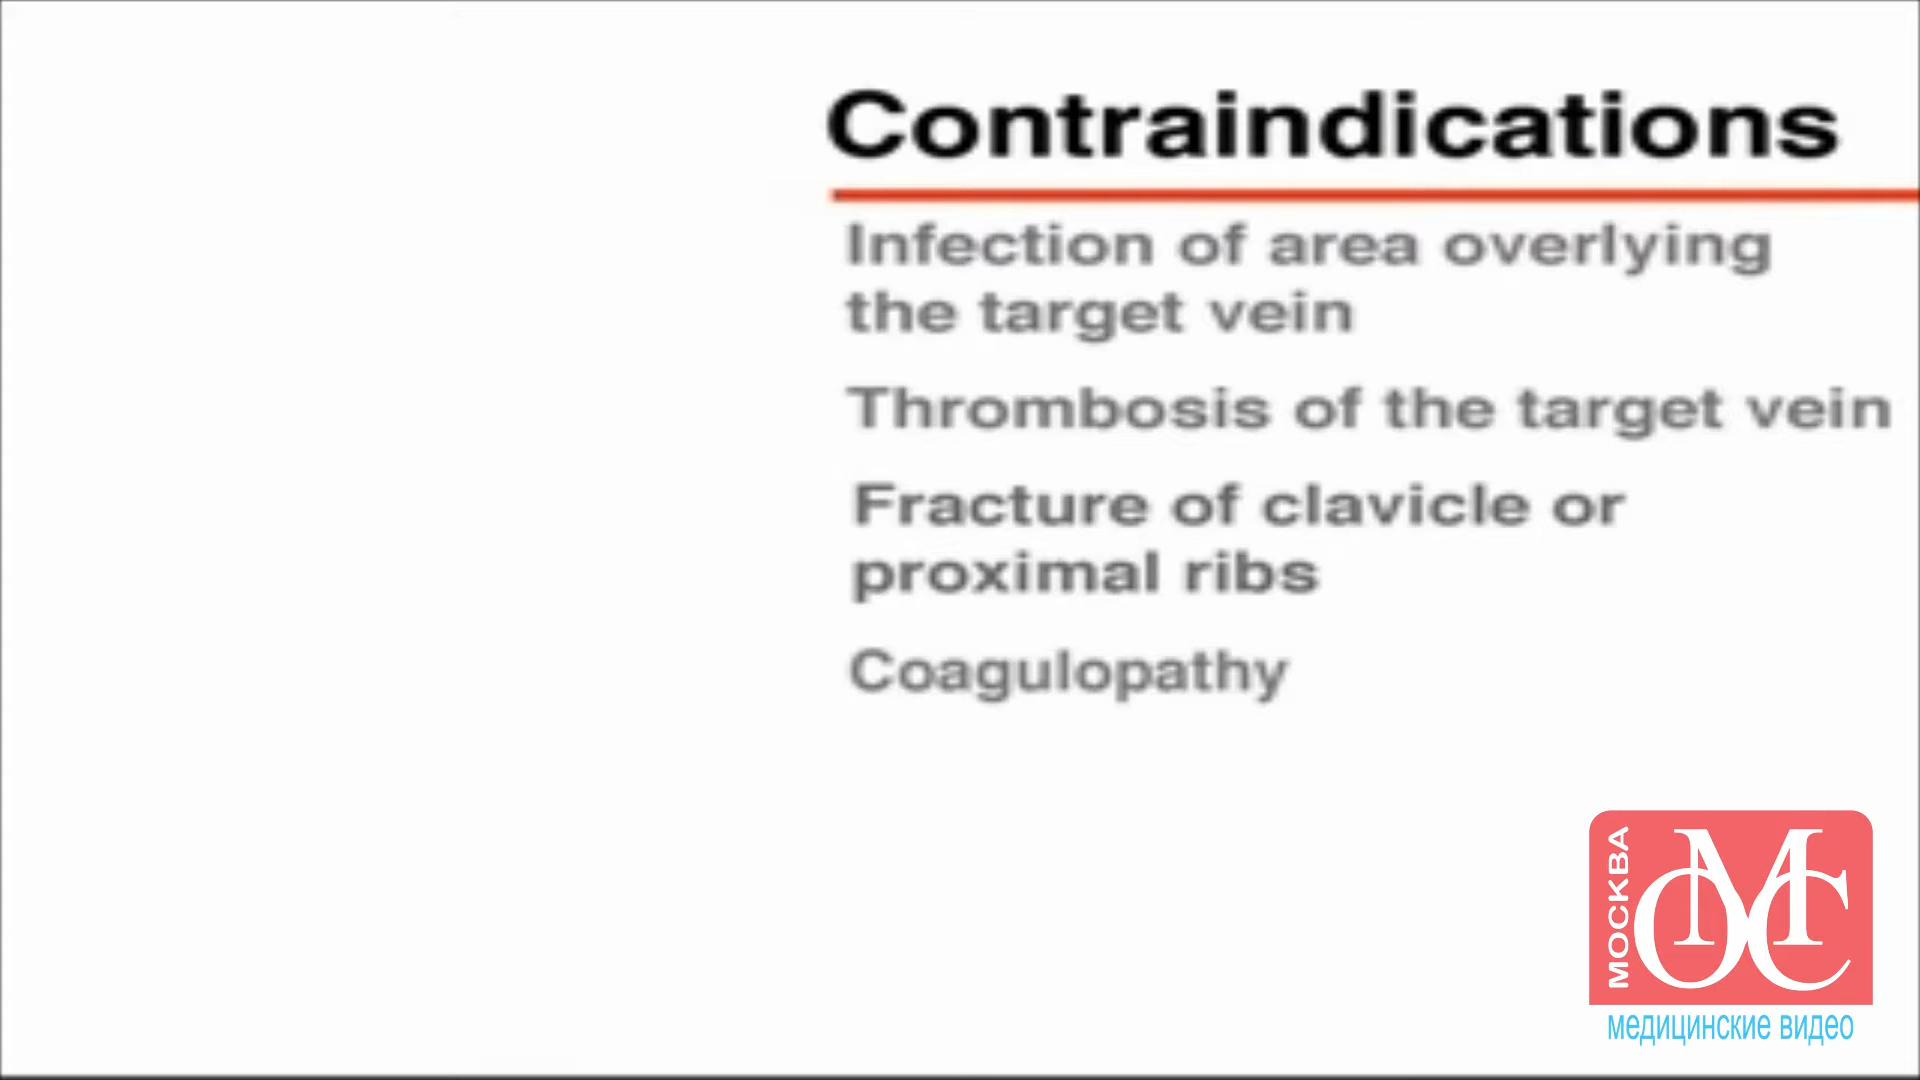 Contraindications
Infection of area overlying
the target vein
Thrombosis of the target vein
Fracture of clavicle or
proximal ribs
Coagulopathy
МОСКВА
ОМС
медицинские видео